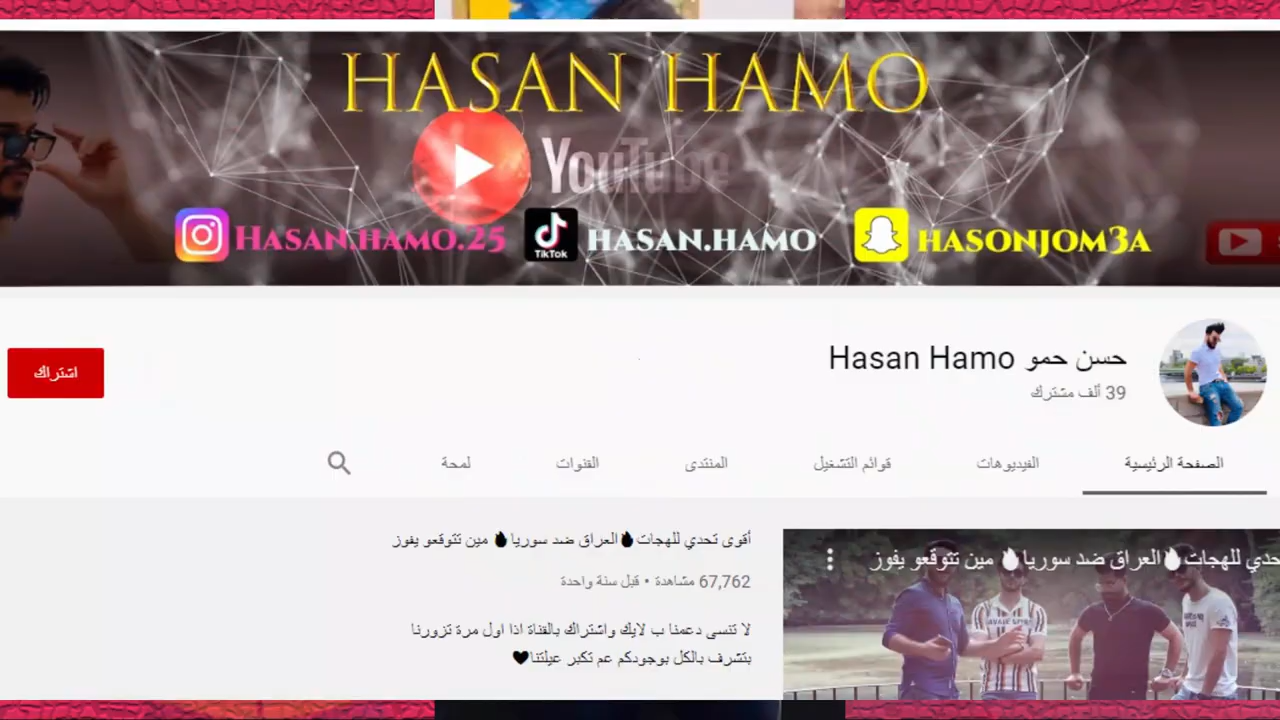 HASAN HAMO
YouTube
HASAN.HAMO.25
TikTok
HASAN.HAMO
HASONJOM3A
حسن حمو Hasan Hamo
39 ألف مشترك
اشتراك
الصفحة الرئيسية
الفيديوهات
قوائم التشغيل
المنتدى
القنوات
لمحة
أقوى تحدي للهجات🔥العراق ضد سوريا🔥 مين تتوقعو يفوز
67,762 مشاهدة • قبل سنة واحدة
لا تنسى دعمنا ب لايك واشتراك بالقناة اذا اول مرة تزورنا
بتشرف بالكل بوجودكم عم تكبر عيلتنا🖤
حدي للهجات🔥العراق ضد سوريا🔥 مين تتوقعو يفوز